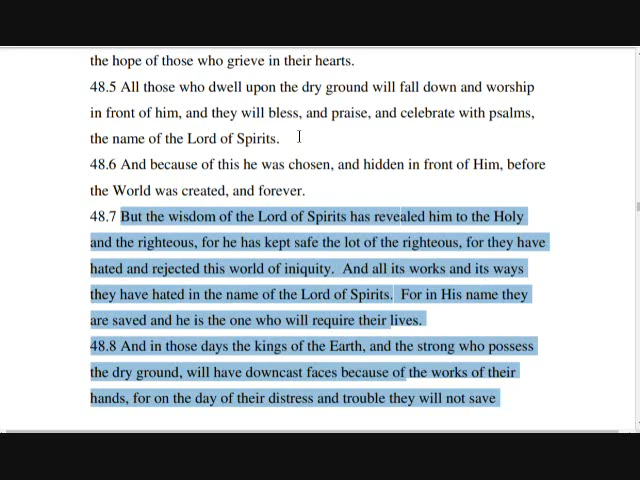 the hope of those who grieve in their hearts.
48.5 All those who dwell upon the dry ground will fall down and worship
in front of him, and they will bless, and praise, and celebrate with psalms,
the name of the Lord of Spirits.
48.6 And because of this he was chosen, and hidden in front of Him, before
the World was created, and forever.
48.7 But the wisdom of the Lord of Spirits has revealed him to the Holy
and the righteous, for he has kept safe the lot of the righteous, for they have
hated and rejected this world of iniquity.  And all its works and its ways
they have hated in the name of the Lord of Spirits.  For in His name they
are saved and he is the one who will require their lives.
48.8 And in those days the kings of the Earth, and the strong who possess
the dry ground, will have downcast faces because of the works of their
hands, for on the day of their distress and trouble they will not save